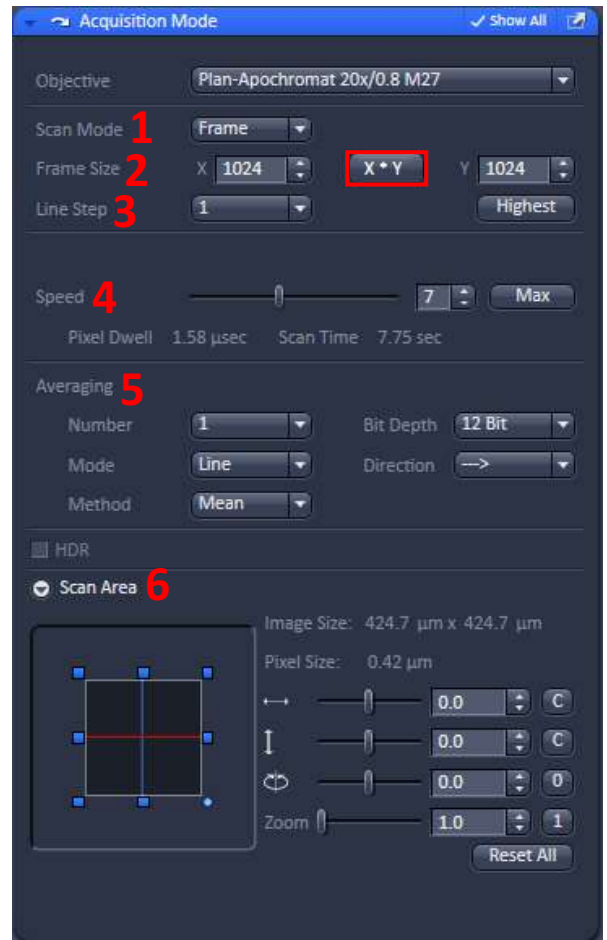 Acquisition Mode ✓ Show All
Objective Plan-Apochromat 20x/0.8 M27
Scan Mode 1 Frame
Frame Size 2 X 1024 X * Y Y 1024
Line Step 3 1 Highest
Speed 4 7 Max
Pixel Dwell 1.58 µsec Scan Time 7.75 sec
Averaging 5
Number 1 Bit Depth 12 Bit
Mode Line Direction --->
Method Mean
HDR
Scan Area 6
Image Size: 424.7 µm x 424.7 µm
Pixel Size: 0.42 µm
0.0 C
0.0 C
0.0 0
Zoom 1.0 1
Reset All